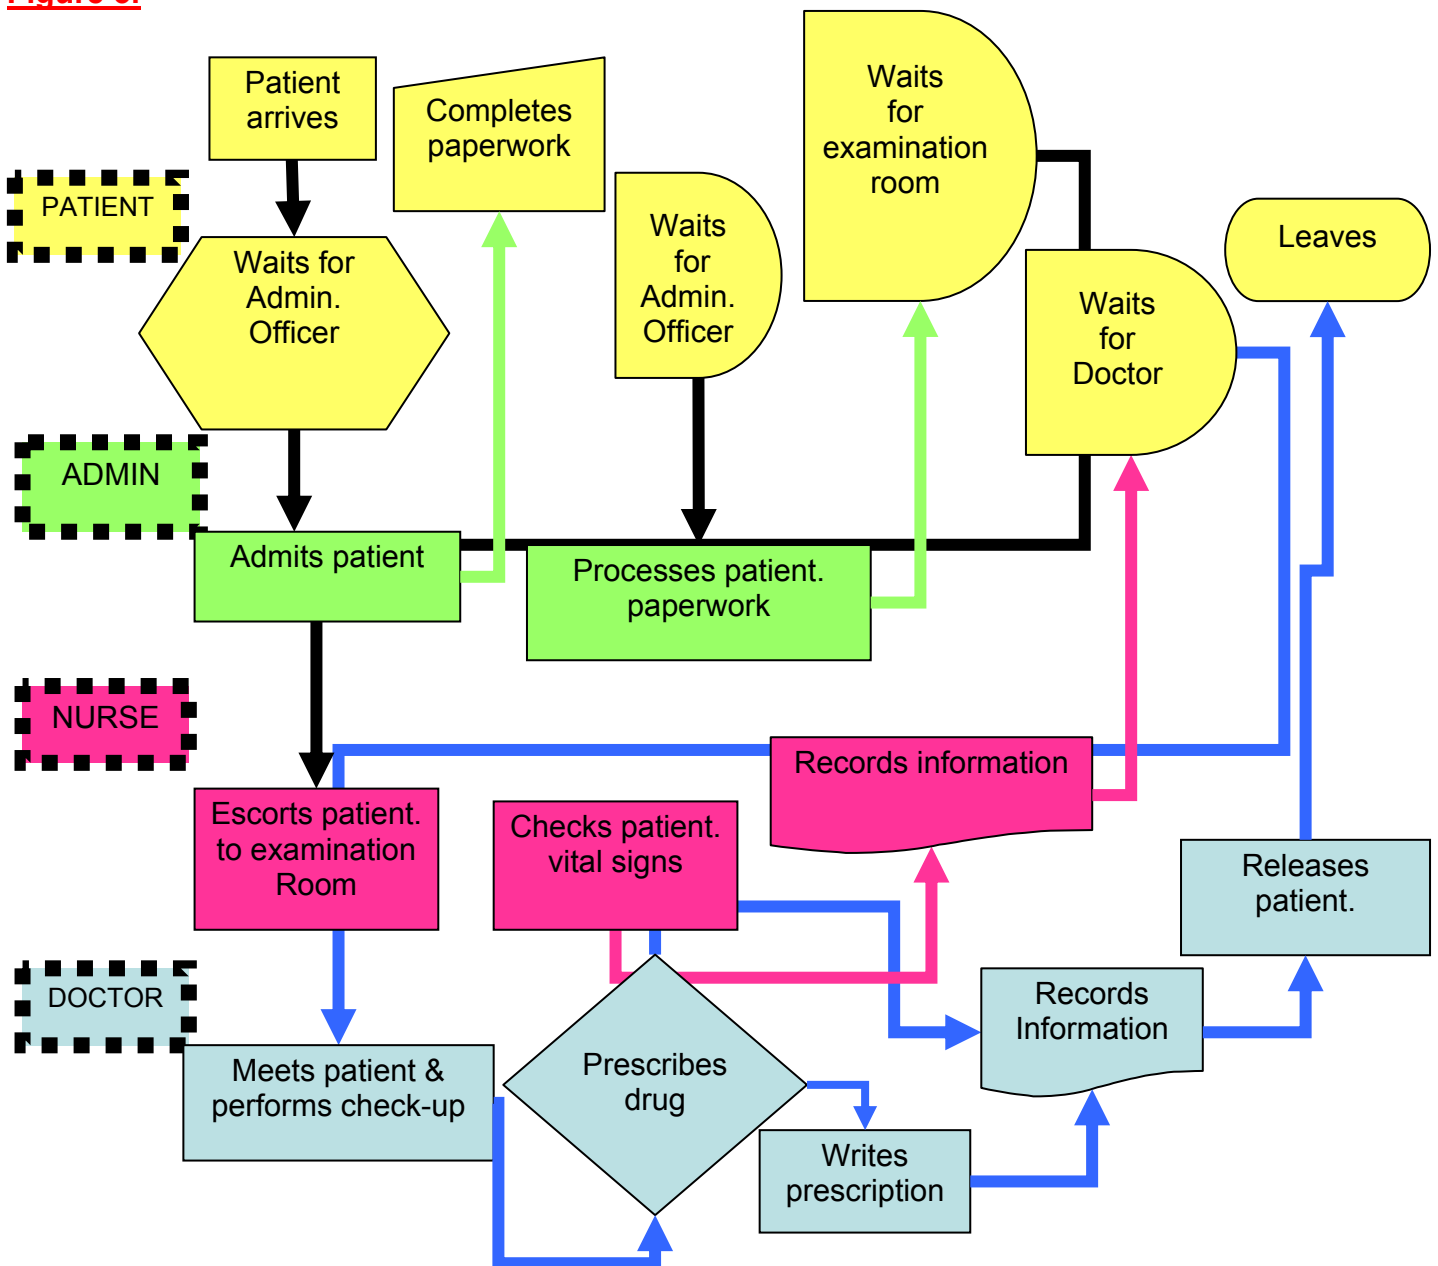 Figure
Patient
arrives
Completes
paperwork
Waits
for
examination
room
PATIENT
Waits for
Admin.
Officer
Waits
for
Admin.
Officer
Waits
for
Doctor
Leaves
ADMIN
Admits patient
Processes patient.
paperwork
NURSE
Escorts patient.
to examination
Room
Checks patient.
vital signs
Records information
Releases
patient.
DOCTOR
Meets patient &
performs check-up
Prescribes
drug
Writes
prescription
Records
Information